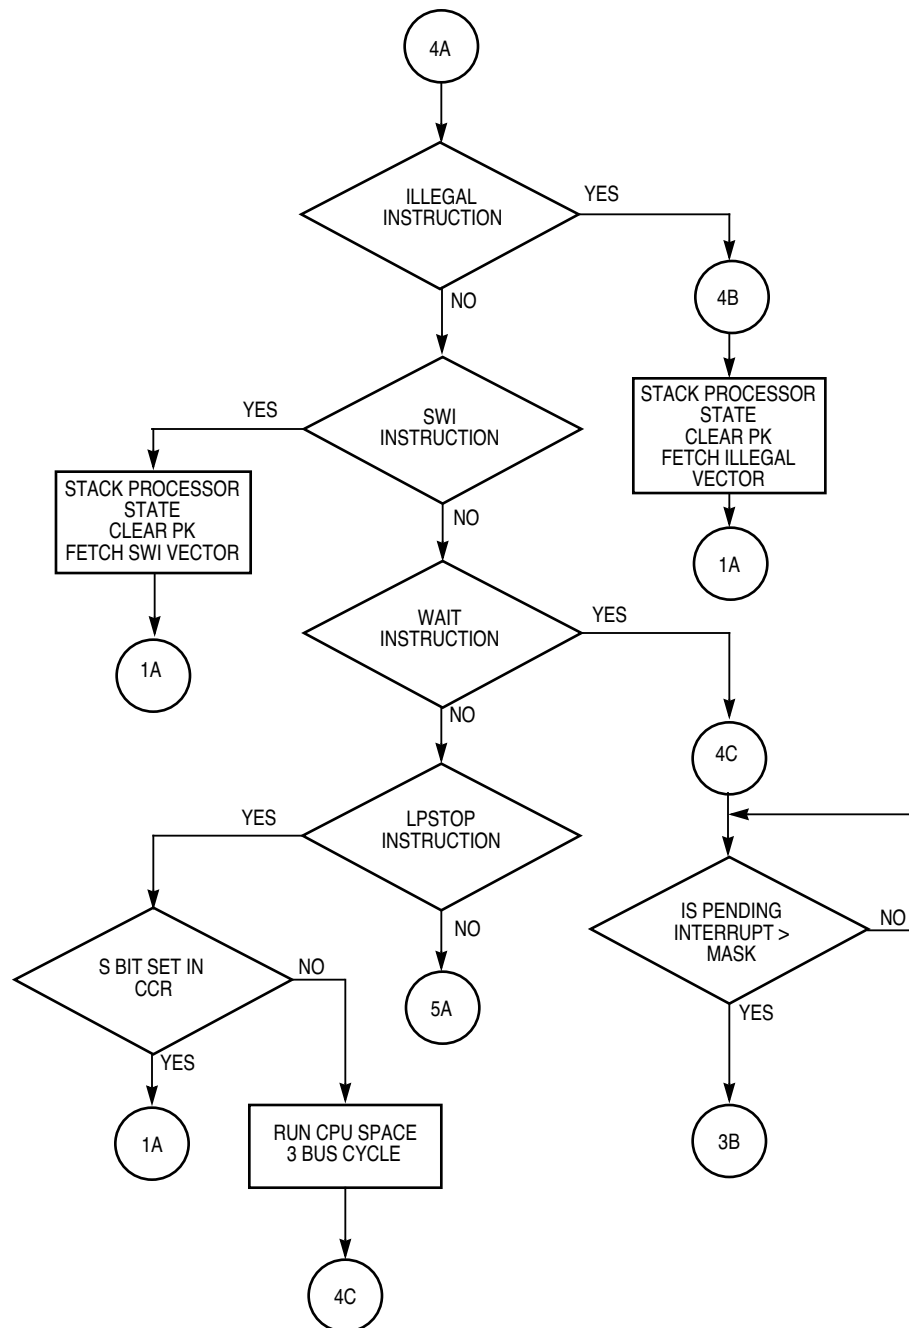 4A
ILLEGAL
INSTRUCTION
YES
NO
4B
STACK PROCESSOR
STATE
CLEAR PK
FETCH ILLEGAL
VECTOR
1A
SWI
INSTRUCTION
YES
NO
STACK PROCESSOR
STATE
CLEAR PK
FETCH SWI VECTOR
1A
WAIT
INSTRUCTION
YES
NO
4C
IS PENDING
INTERRUPT >
MASK
NO
YES
3B
LPSTOP
INSTRUCTION
YES
NO
5A
S BIT SET IN
CCR
NO
YES
1A
RUN CPU SPACE
3 BUS CYCLE
4C